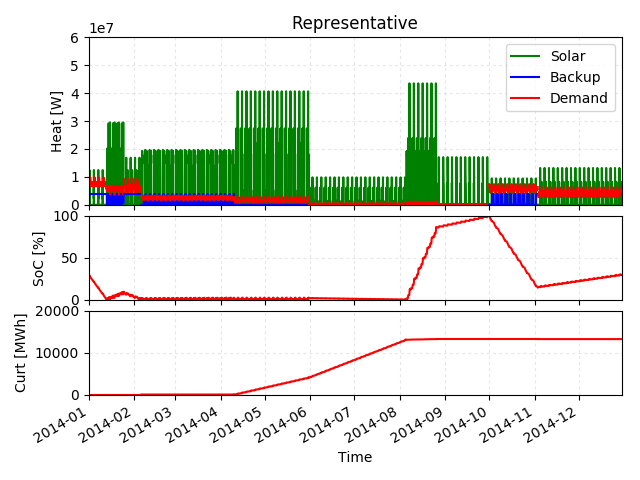 Representative
1e7
Heat [W]
6
5
4
3
2
1
0
Solar
Backup
Demand
SoC [%]
100
50
0
Curt [MWh]
20000
10000
0
2014-01
2014-02
2014-03
2014-04
2014-05
2014-06
2014-07
2014-08
2014-09
2014-10
2014-11
2014-12
Time